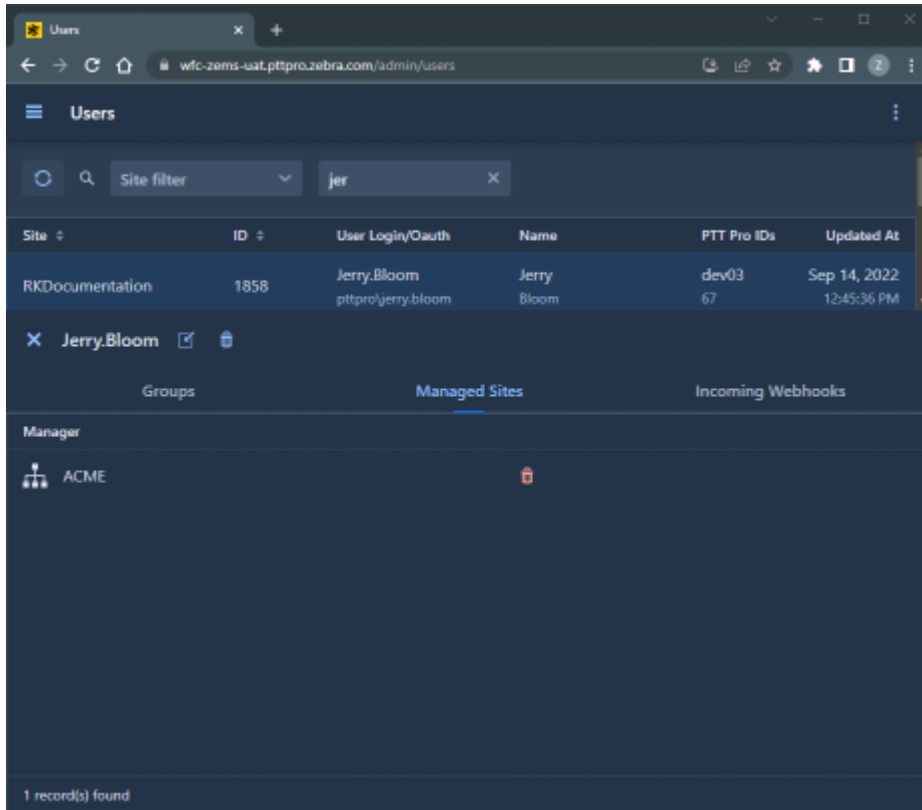 Users
wfc-zems-uat.pttpro.zebra.com/admin/users
Z
Users
Site filter
jer
Site ID User Login/Oauth Name PTT Pro IDs Updated At
RKDocumentation 1858 Jerry.Bloom Jerry dev03 Sep 14, 2022
pttpro\jerry.bloom Bloom 67 12:45:36 PM
Jerry.Bloom
Groups Managed Sites Incoming Webhooks
Manager
ACME
1 record(s) found